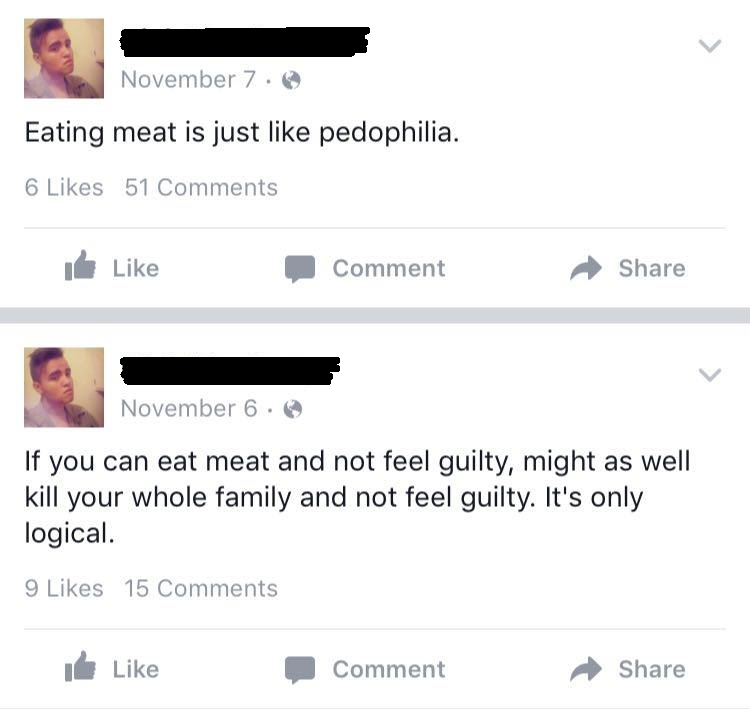 November 7 ·
Eating meat is just like pedophilia.
6 Likes 51 Comments
Like Comment Share
November 6 ·
If you can eat meat and not feel guilty, might as well
kill your whole family and not feel guilty. It's only
logical.
9 Likes 15 Comments
Like Comment Share